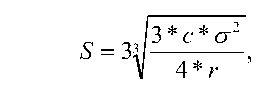 S = 3∛((3 * c * σ²) / (4 * r)),